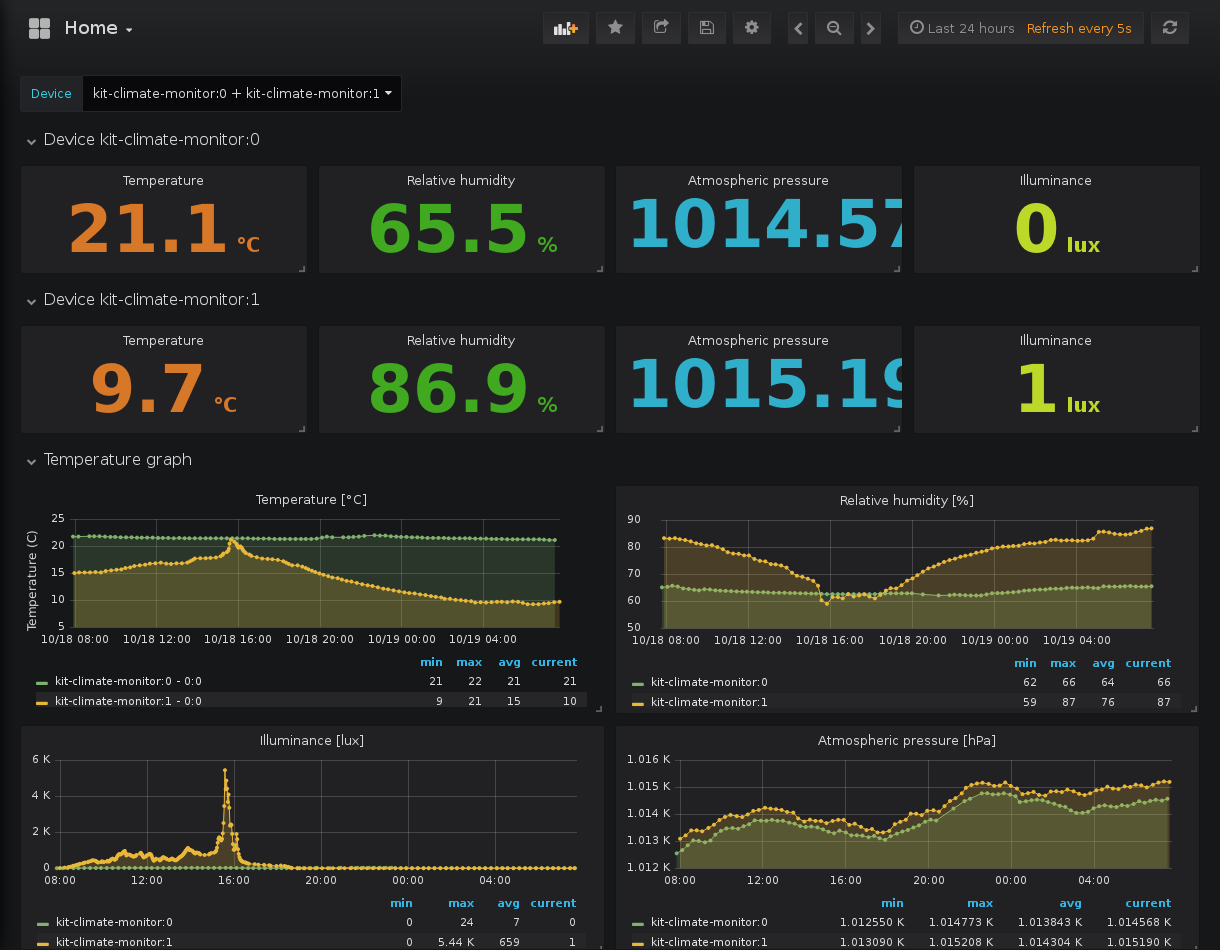 Home
Last 24 hours Refresh every 5s
Device kit-climate-monitor:0 + kit-climate-monitor:1
Device kit-climate-monitor:0
Temperature Relative humidity Atmospheric pressure Illuminance
21.1 °C 65.5 % 1014.57 0 lux
Device kit-climate-monitor:1
Temperature Relative humidity Atmospheric pressure Illuminance
9.7 °C 86.9 % 1015.19 1 lux
Temperature graph
Temperature [°C]
Temperature (C)
25
20
15
10
5
10/18 08:00 10/18 12:00 10/18 16:00 10/18 20:00 10/19 00:00 10/19 04:00
min max avg current
kit-climate-monitor:0 - 0:0 21 22 21 21
kit-climate-monitor:1 - 0:0 9 21 15 10
Relative humidity [%]
90
80
70
60
50
10/18 08:00 10/18 12:00 10/18 16:00 10/18 20:00 10/19 00:00 10/19 04:00
min max avg current
kit-climate-monitor:0 62 66 64 66
kit-climate-monitor:1 59 87 76 87
Illuminance [lux]
6 K
4 K
2 K
0
08:00 12:00 16:00 20:00 00:00 04:00
min max avg current
kit-climate-monitor:0 0 24 7 0
kit-climate-monitor:1 0 5.44 K 659 1
Atmospheric pressure [hPa]
1.016 K
1.015 K
1.014 K
1.013 K
1.012 K
08:00 12:00 16:00 20:00 00:00 04:00
min max avg current
kit-climate-monitor:0 1.012550 K 1.014773 K 1.013843 K 1.014568 K
kit-climate-monitor:1 1.013090 K 1.015208 K 1.014304 K 1.015190 K